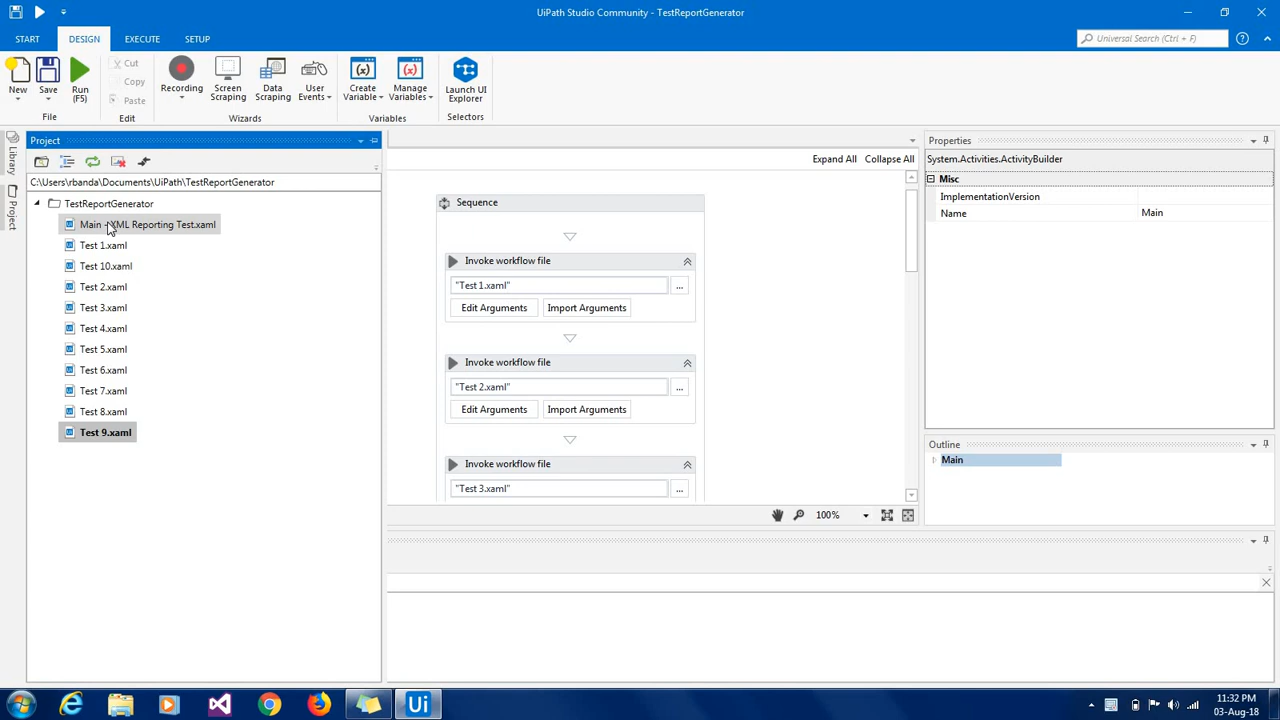 UiPath Studio Community - TestReportGenerator
START
DESIGN
EXECUTE
SETUP
Universal Search (Ctrl + F)
New
Save
Run
(F5)
Cut
Copy
Paste
Recording
Screen
Scraping
Data
Scraping
User
Events
Create
Variable
Manage
Variables
Launch UI
Explorer
File
Edit
Wizards
Variables
Selectors
Library
Project
Project
C:\Users\rbanda\Documents\UiPath\TestReportGenerator
TestReportGenerator
Main - XML Reporting Test.xaml
Test 1.xaml
Test 10.xaml
Test 2.xaml
Test 3.xaml
Test 4.xaml
Test 5.xaml
Test 6.xaml
Test 7.xaml
Test 8.xaml
Test 9.xaml
Expand All
Collapse All
Sequence
Invoke workflow file
"Test 1.xaml"
...
Edit Arguments
Import Arguments
Invoke workflow file
"Test 2.xaml"
...
Edit Arguments
Import Arguments
Invoke workflow file
"Test 3.xaml"
...
100%
Properties
System.Activities.ActivityBuilder
Misc
ImplementationVersion
Name
Main
Outline
Main
Ui
11:32 PM
03-Aug-18